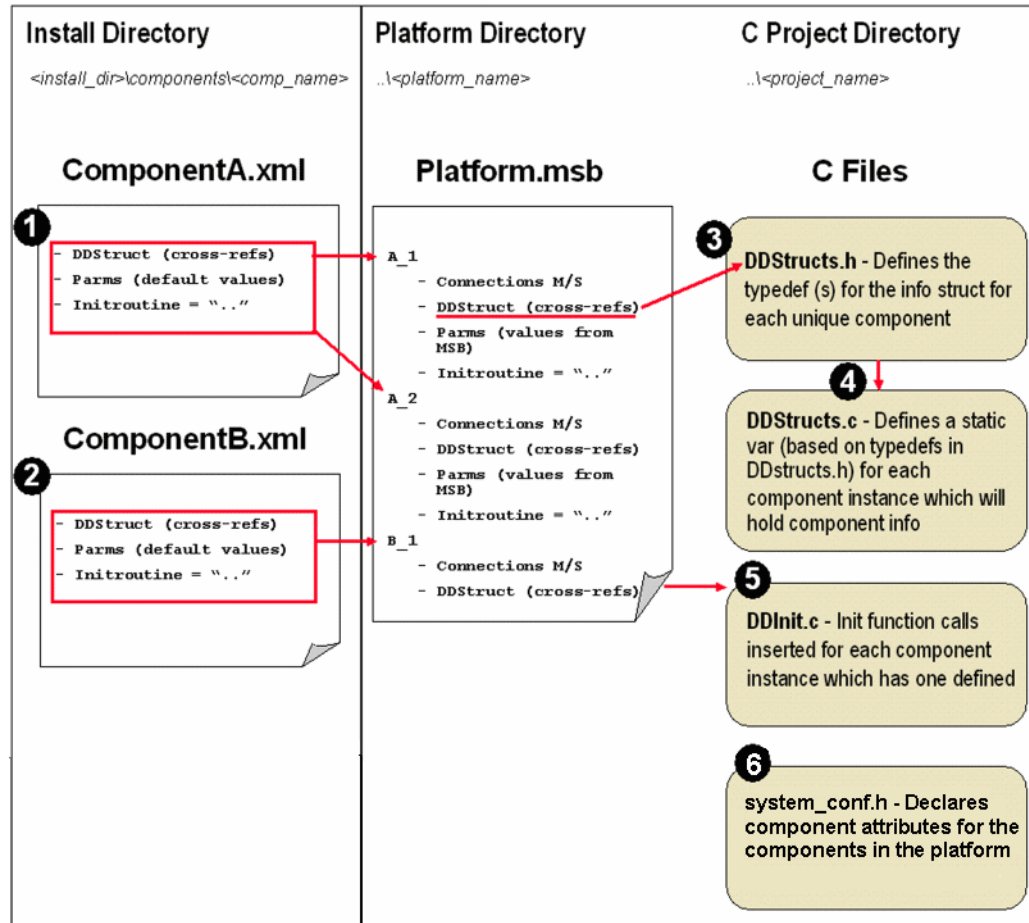 Install Directory
<install_dir>\components\<comp_name>
ComponentA.xml
1
- DDStruct (cross-refs)
- Parms (default values)
- Initroutine = “..”
ComponentB.xml
2
- DDStruct (cross-refs)
- Parms (default values)
- Initroutine = “..”
Platform Directory
..\<platform_name>
Platform.msb
A_1
- Connections M/S
- DDStruct (cross-refs)
- Parms (values from
MSB)
- Initroutine = “..”
A_2
- Connections M/S
- DDStruct (cross-refs)
- Parms (values from
MSB)
- Initroutine = “..”
B_1
- Connections M/S
- DDStruct (cross-refs)
C Project Directory
..\<project_name>
C Files
3
DDStructs.h - Defines the
typedef (s) for the info struct for
each unique component
4
DDStructs.c - Defines a static
var (based on typedefs in
DDstructs.h) for each
component instance which will
hold component info
5
DDInit.c - Init function calls
inserted for each component
instance which has one defined
6
system_conf.h - Declares
component attributes for the
components in the platform